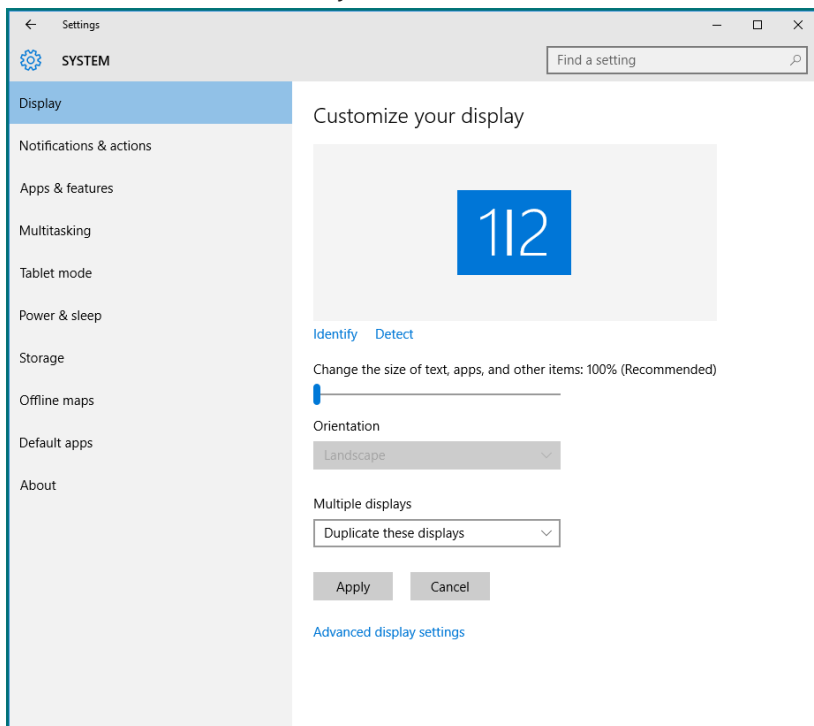 Settings
SYSTEM
Find a setting
Display
Notifications & actions
Apps & features
Multitasking
Tablet mode
Power & sleep
Storage
Offline maps
Default apps
About
Customize your display
1|2
Identify Detect
Change the size of text, apps, and other items: 100% (Recommended)
Orientation
Landscape
Multiple displays
Duplicate these displays
Apply Cancel
Advanced display settings